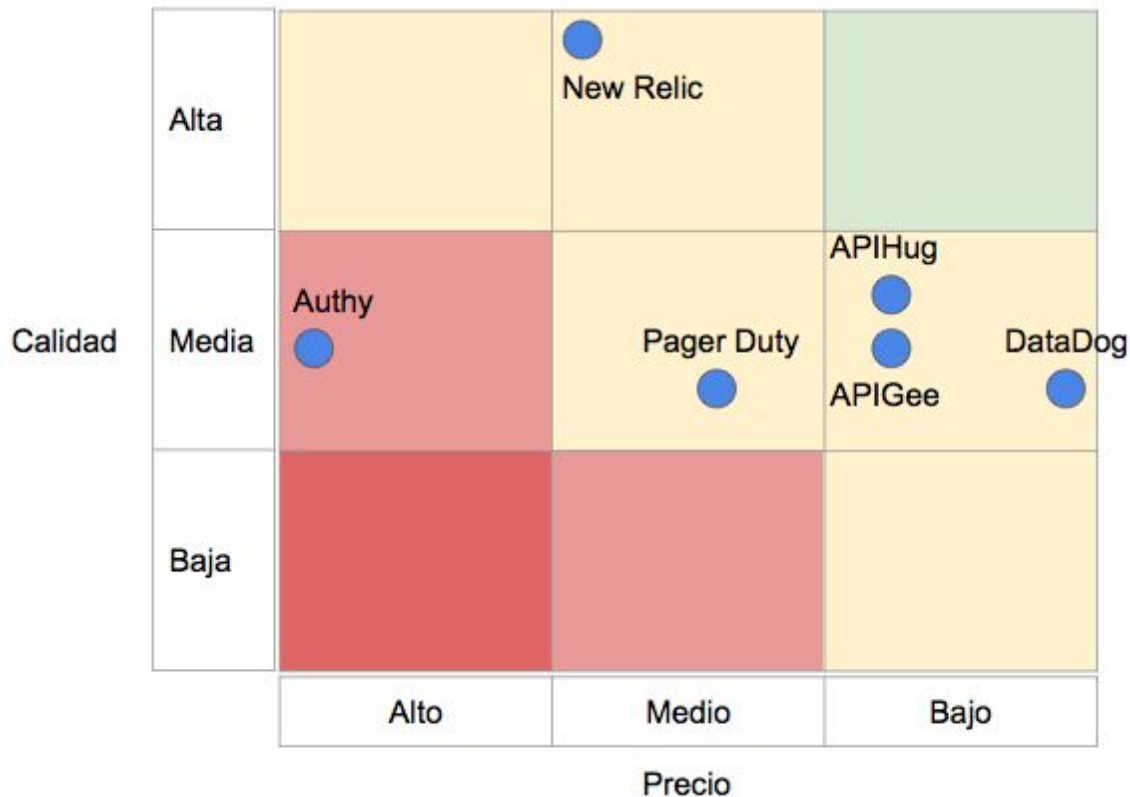 New Relic
Alta
APIHug
Authy
Calidad
Media
Pager Duty
DataDog
APIGee
Baja
Alto
Medio
Bajo
Precio